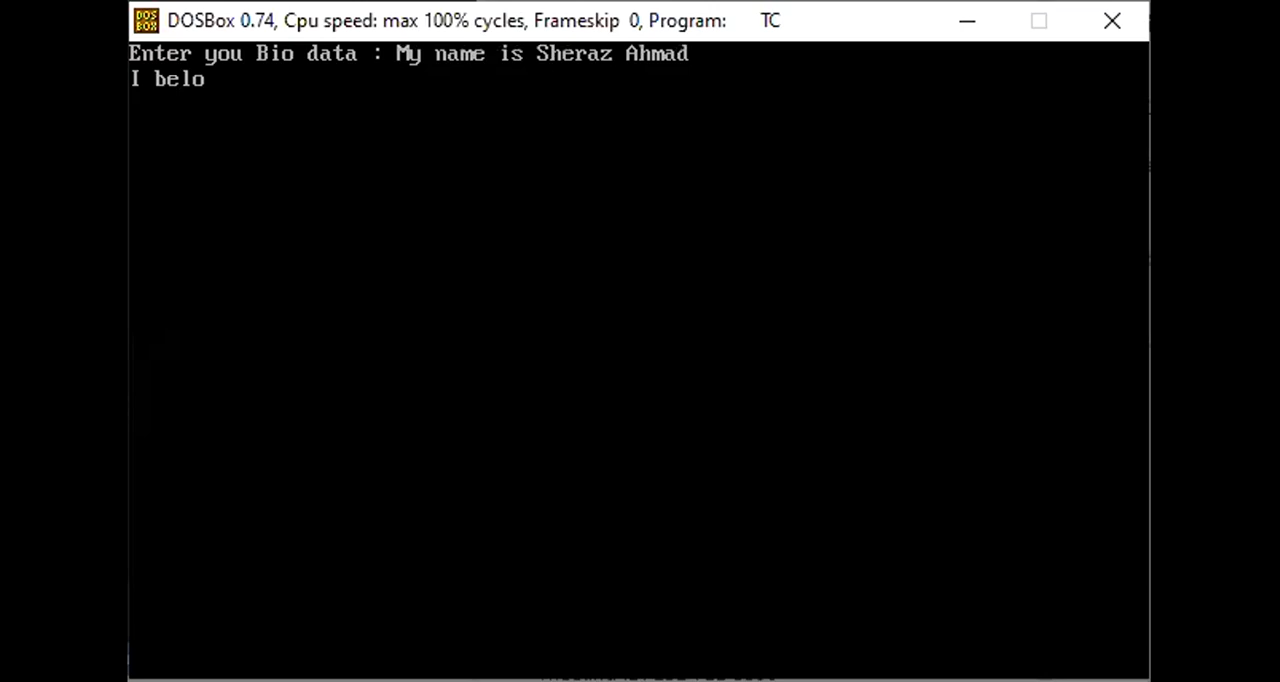 DOSBox 0.74, Cpu speed: max 100% cycles, Frameskip 0, Program: TC
Enter you Bio data : My name is Sheraz Ahmad
I belo